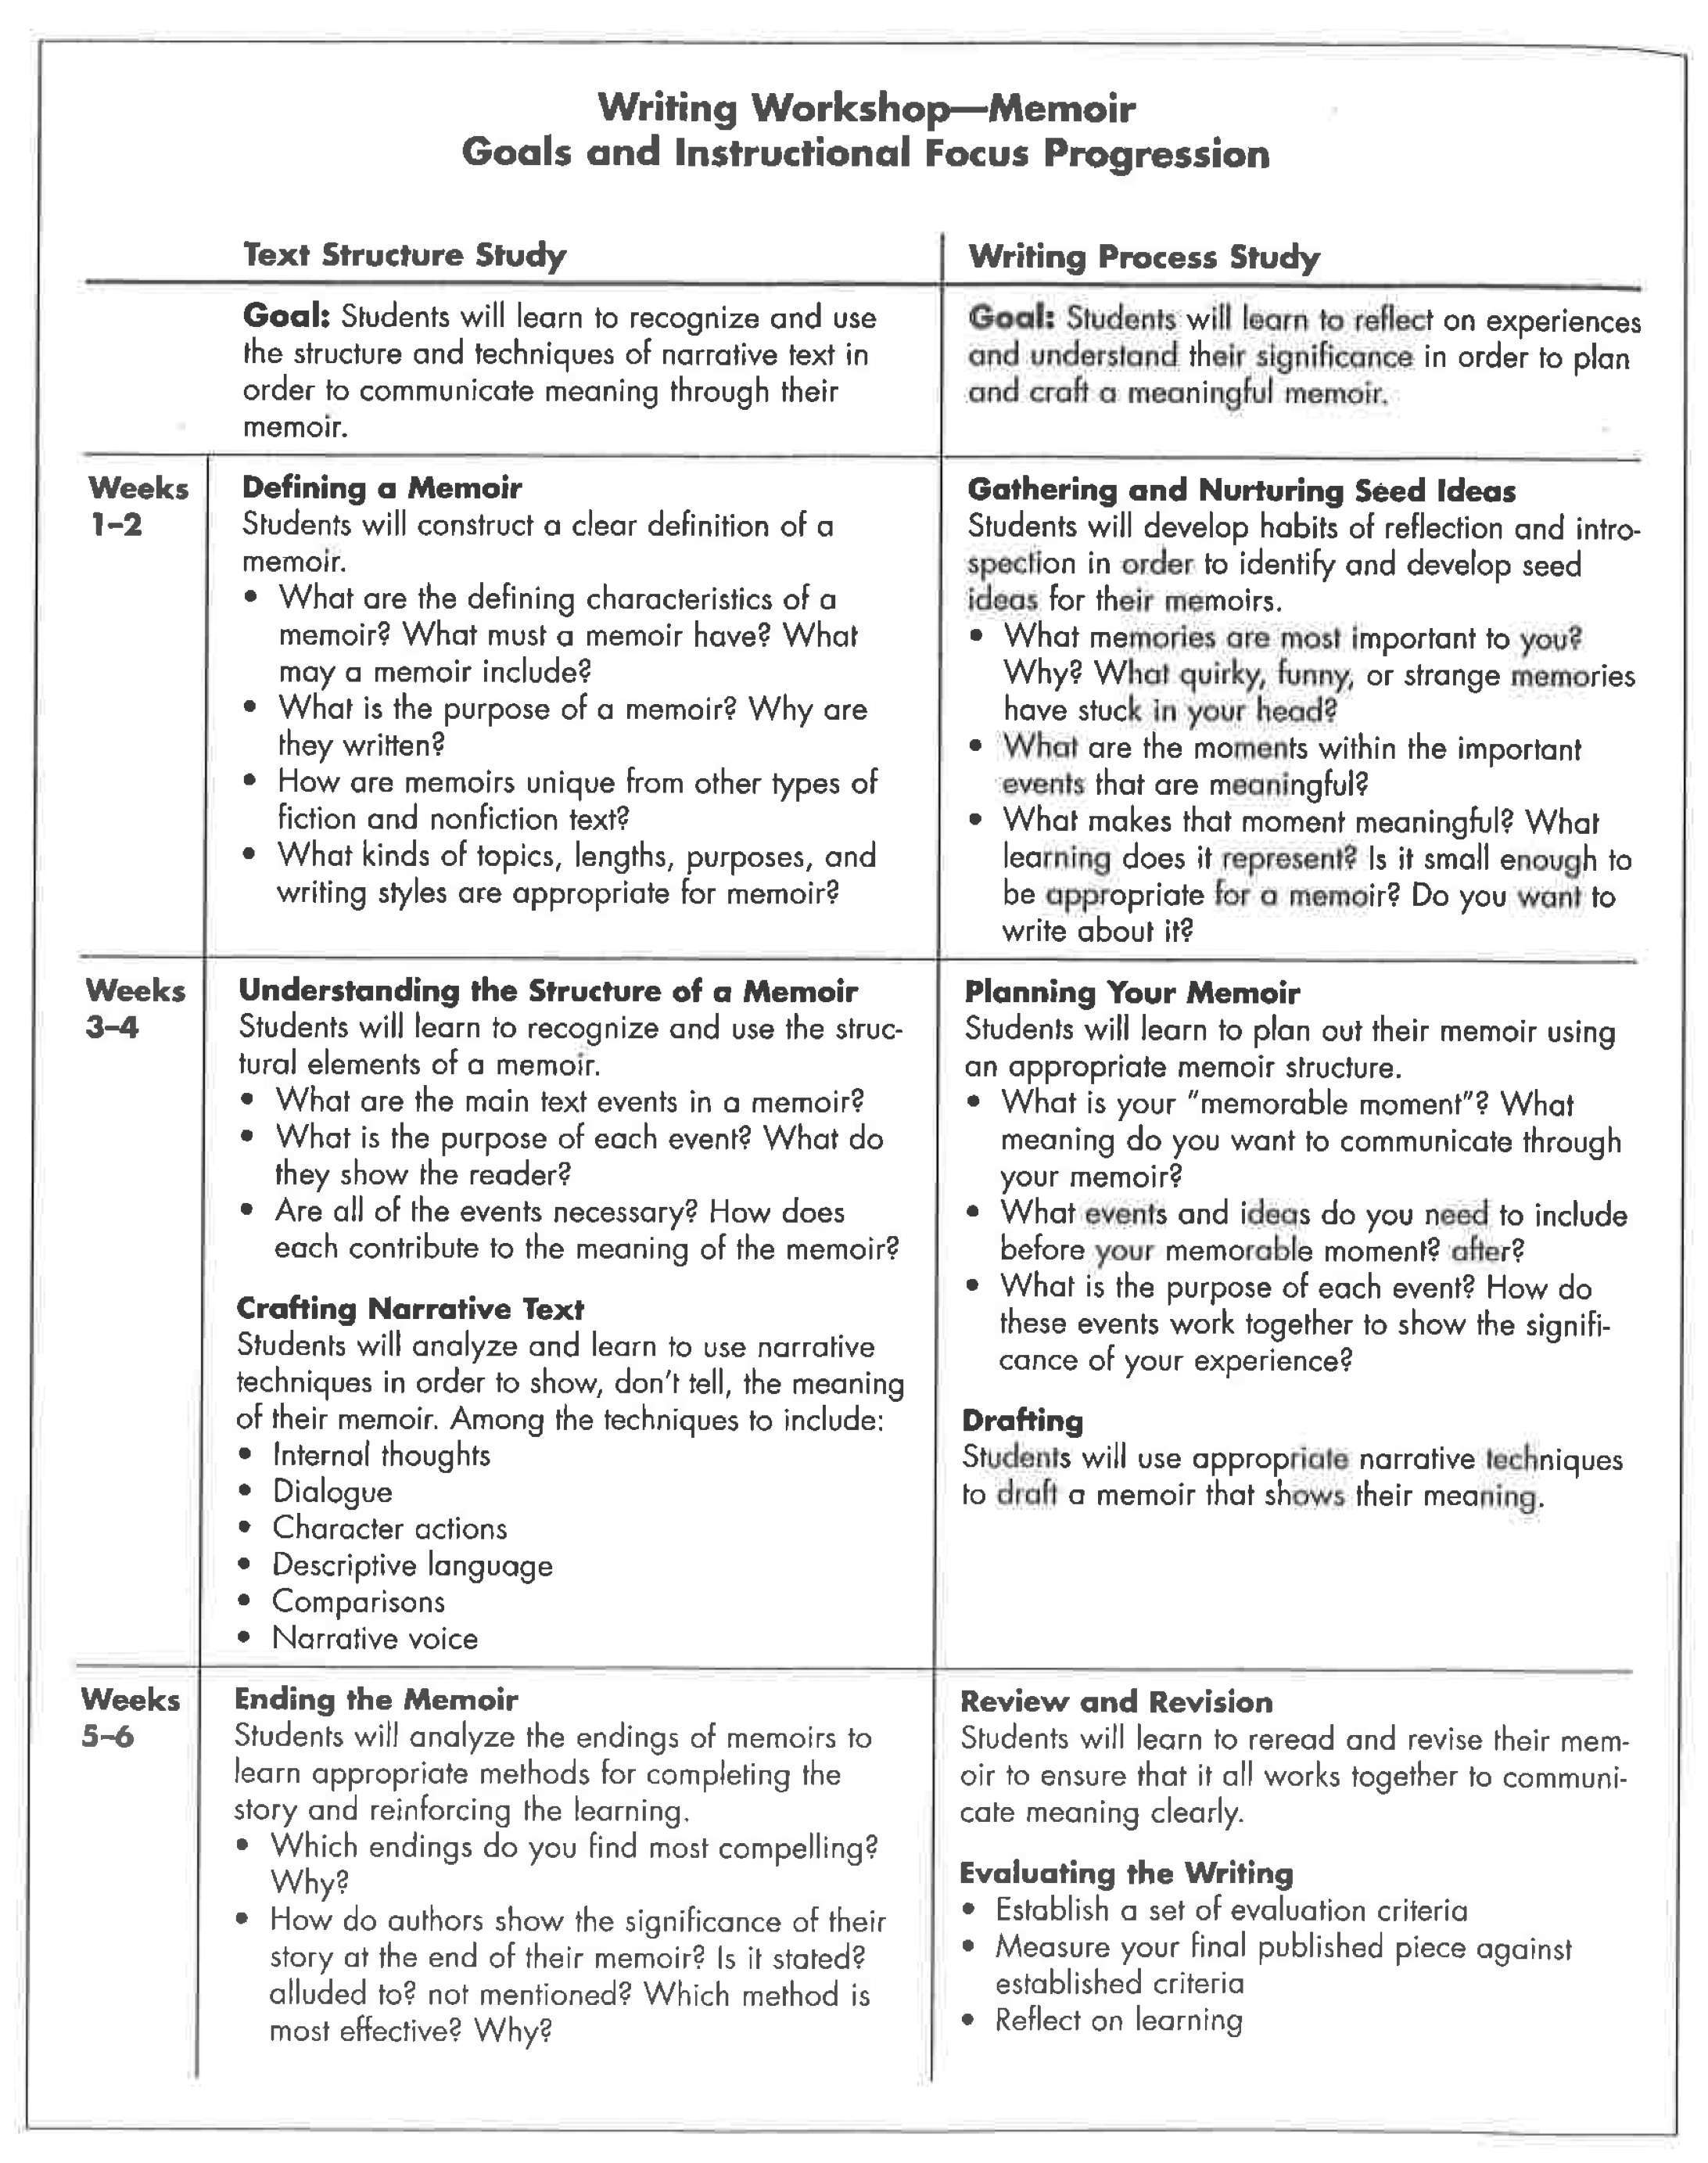 Writing Workshop—Memoir
Goals and Instructional Focus Progression
Text Structure Study
Goal: Students will learn to recognize and use
the structure and techniques of narrative text in
order to communicate meaning through their
memoir.
Writing Process Study
Goal: Students will learn to reflect on experiences
and understand their significance in order to plan
and craft a meaningful memoir.
Weeks
1–2
Defining a Memoir
Students will construct a clear definition of a
memoir.
• What are the defining characteristics of a
memoir? What must a memoir have? What
may a memoir include?
• What is the purpose of a memoir? Why are
they written?
• How are memoirs unique from other types of
fiction and nonfiction text?
• What kinds of topics, lengths, purposes, and
writing styles are appropriate for memoir?
Gathering and Nurturing Seed Ideas
Students will develop habits of reflection and intro-
spection in order to identify and develop seed
ideas for their memoirs.
• What memories are most important to you?
Why? What quirky, funny, or strange memories
have stuck in your head?
• What are the moments within the important
events that are meaningful?
• What makes that moment meaningful? What
learning does it represent? Is it small enough to
be appropriate for a memoir? Do you want to
write about it?
Weeks
3–4
Understanding the Structure of a Memoir
Students will learn to recognize and use the struc-
tural elements of a memoir.
• What are the main text events in a memoir?
• What is the purpose of each event? What do
they show the reader?
• Are all of the events necessary? How does
each contribute to the meaning of the memoir?
Crafting Narrative Text
Students will analyze and learn to use narrative
techniques in order to show, don't tell, the meaning
of their memoir. Among the techniques to include:
• Internal thoughts
• Dialogue
• Character actions
• Descriptive language
• Comparisons
• Narrative voice
Planning Your Memoir
Students will learn to plan out their memoir using
an appropriate memoir structure.
• What is your "memorable moment"? What
meaning do you want to communicate through
your memoir?
• What events and ideas do you need to include
before your memorable moment? after?
• What is the purpose of each event? How do
these events work together to show the signifi-
cance of your experience?
Drafting
Students will use appropriate narrative techniques
to draft a memoir that shows their meaning.
Weeks
5–6
Ending the Memoir
Students will analyze the endings of memoirs to
learn appropriate methods for completing the
story and reinforcing the learning.
• Which endings do you find most compelling?
Why?
• How do authors show the significance of their
story at the end of their memoir? Is it stated?
alluded to? not mentioned? Which method is
most effective? Why?
Review and Revision
Students will learn to reread and revise their mem-
oir to ensure that it all works together to communi-
cate meaning clearly.
Evaluating the Writing
• Establish a set of evaluation criteria
• Measure your final published piece against
established criteria
• Reflect on learning